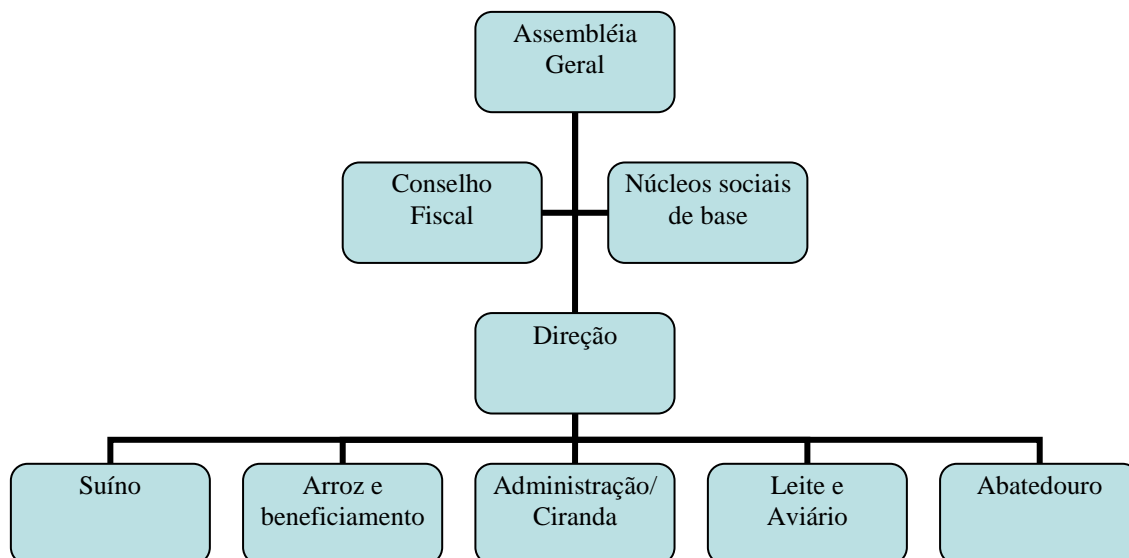 Assembléia
Geral
Conselho
Fiscal
Núcleos sociais
de base
Direção
Suíno
Arroz e
beneficiamento
Administração/
Ciranda
Leite e
Aviário
Abatedouro